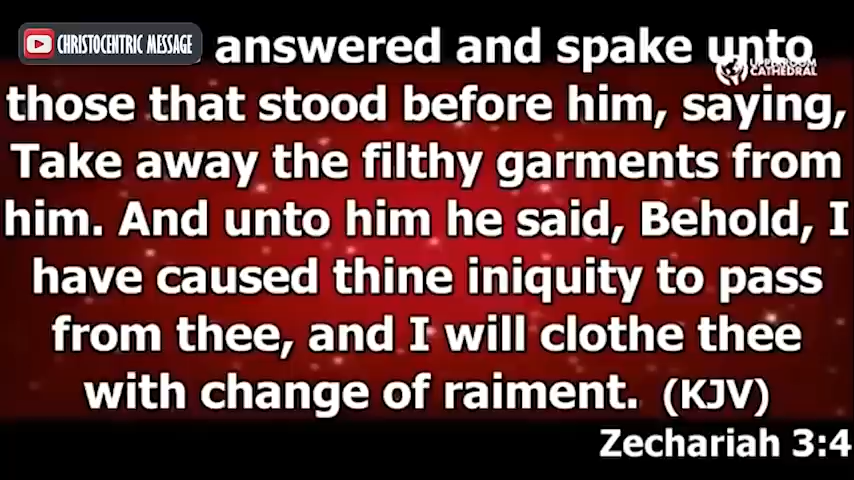 CHRISTOCENTRIC MESSAGE
answered and spake unto
UPPERROOM
CATHEDRAL
those that stood before him, saying,
Take away the filthy garments from
him. And unto him he said, Behold, I
have caused thine iniquity to pass
from thee, and I will clothe thee
with change of raiment. (KJV)
Zechariah 3:4